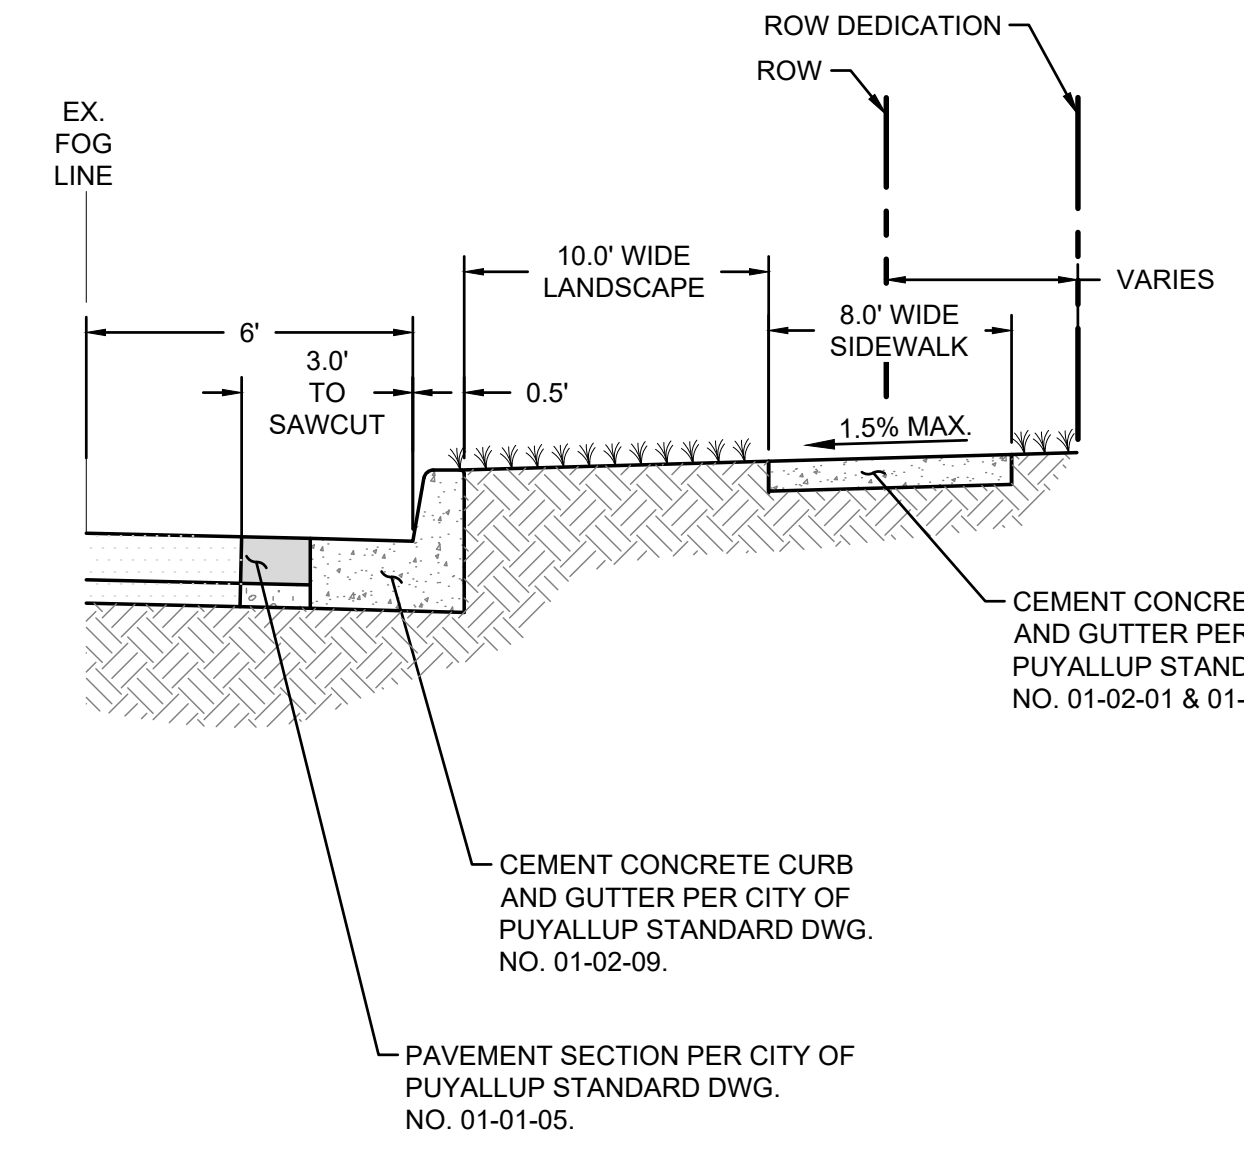 ROW DEDICATION
ROW
EX.
FOG
LINE
10.0' WIDE
LANDSCAPE
VARIES
8.0' WIDE
SIDEWALK
6'
3.0'
TO
SAWCUT
0.5'
1.5% MAX.
CEMENT CONCRE
AND GUTTER PER
PUYALLUP STAND
NO. 01-02-01 & 01-
CEMENT CONCRETE CURB
AND GUTTER PER CITY OF
PUYALLUP STANDARD DWG.
NO. 01-02-09.
PAVEMENT SECTION PER CITY OF
PUYALLUP STANDARD DWG.
NO. 01-01-05.